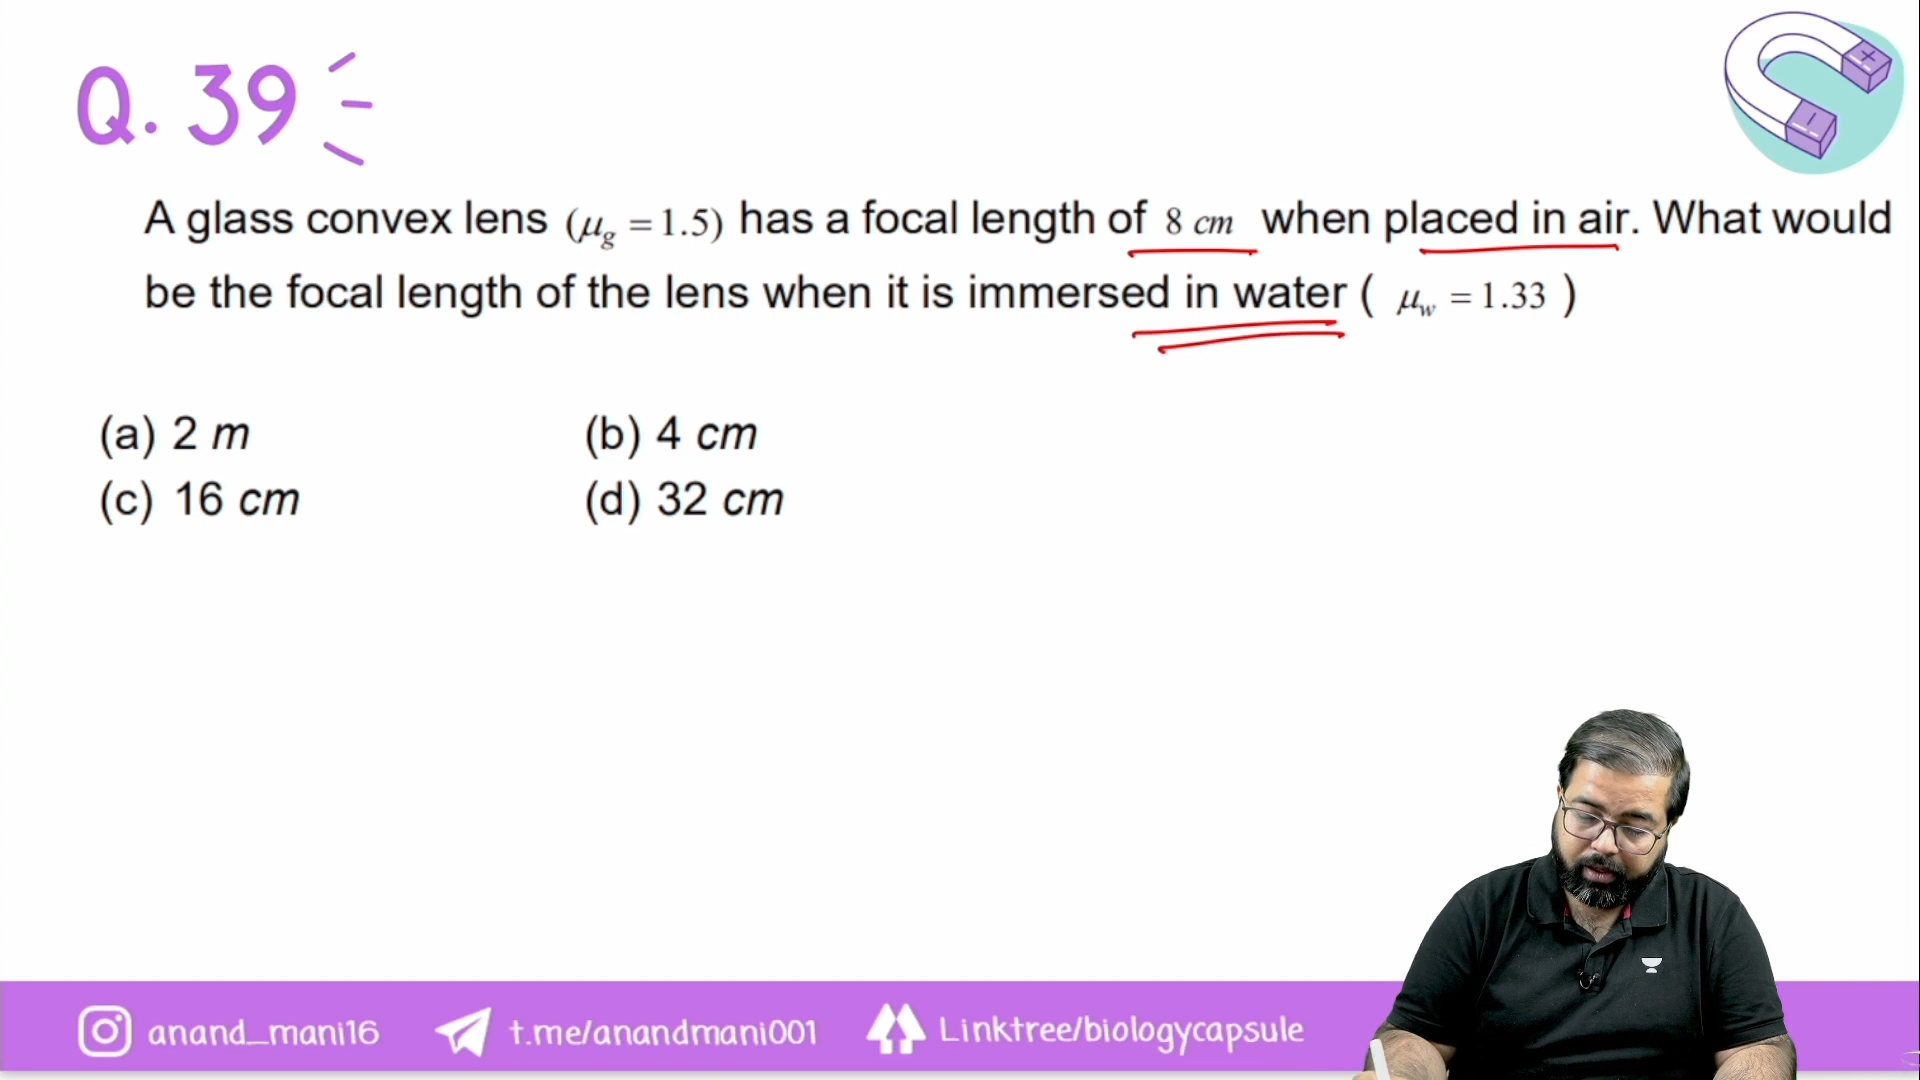 Q. 39
A glass convex lens (μg = 1.5) has a focal length of 8 cm when placed in air. What would
be the focal length of the lens when it is immersed in water ( μw = 1.33 )
(a) 2 m (b) 4 cm
(c) 16 cm (d) 32 cm
anand_mani16 t.me/anandmani001 Linktree/biologycapsule